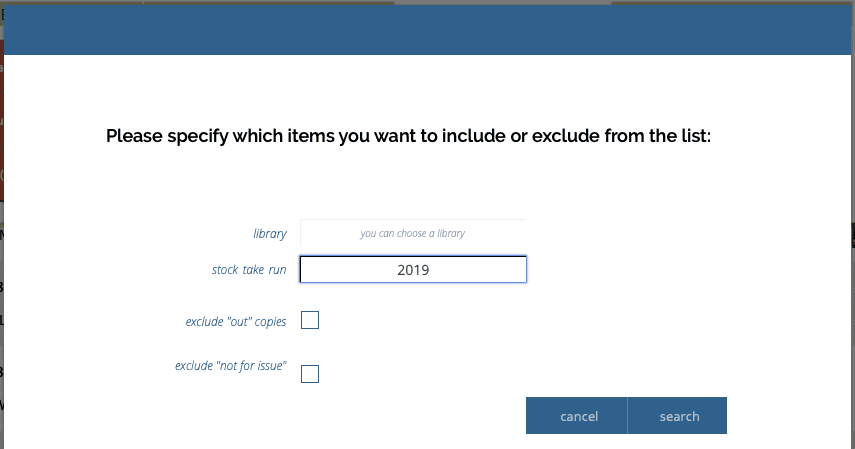 Please specify which items you want to include or exclude from the list:
library
you can choose a library
stock take run
2019
exclude "out" copies
exclude "not for issue"
cancel
search